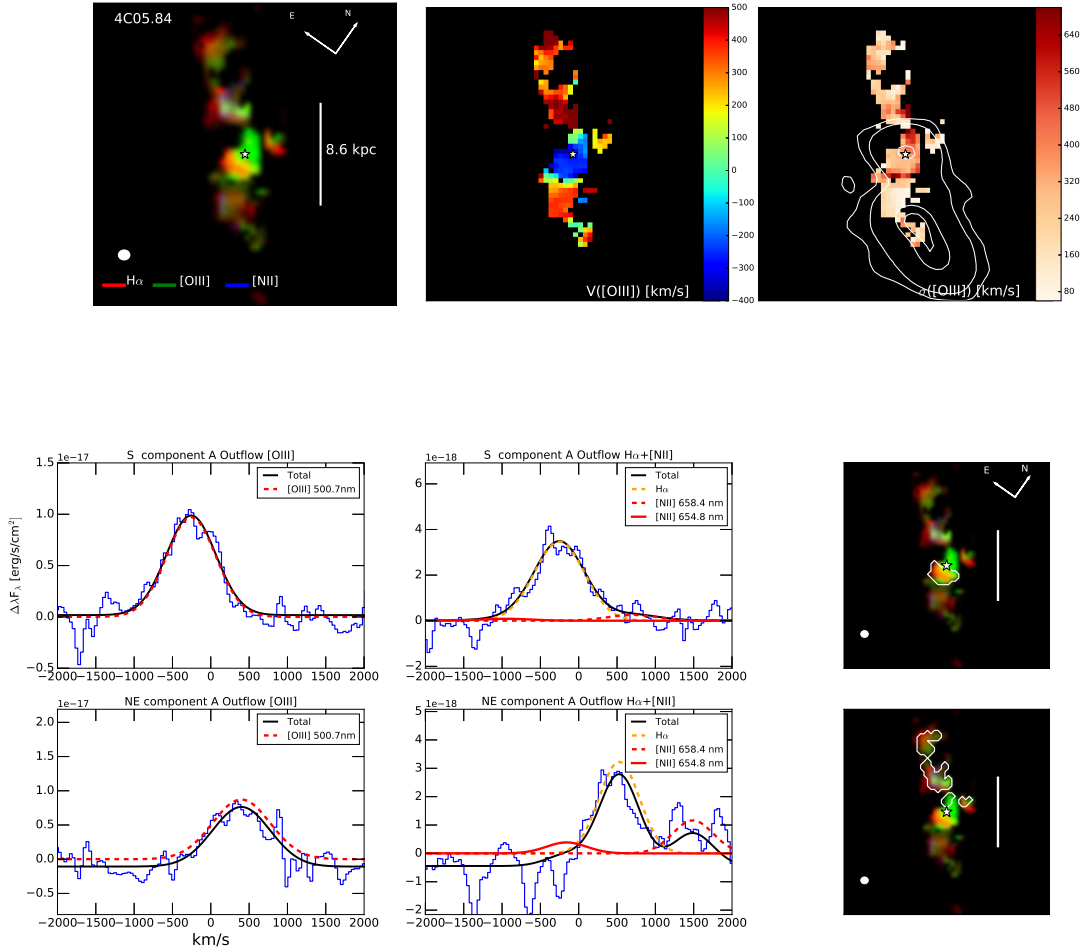 4C05.84
E
N
8.6 kpc
Hα [OIII] [NII]
V([OIII]) [km/s]
500
400
300
200
100
0
−100
−200
−300
−400
σ([OIII]) [km/s]
640
560
480
400
320
240
160
80
S component A Outflow [OIII]
1e−17
Total
[OIII] 500.7nm
1.5
1.0
0.5
0.0
−0.5
ΔλFλ [erg/s/cm²]
−2000 −1500 −1000 −500 0 500 1000 1500 2000
S component A Outflow Hα+[NII]
1e−18
Total
Hα
[NII] 658.4 nm
[NII] 654.8 nm
6
4
2
0
−2
−2000 −1500 −1000 −500 0 500 1000 1500 2000
E
N
NE component A Outflow [OIII]
1e−17
Total
[OIII] 500.7nm
2.0
1.5
1.0
0.5
0.0
−0.5
−2000 −1500 −1000 −500 0 500 1000 1500 2000
km/s
NE component A Outflow Hα+[NII]
1e−18
Total
Hα
[NII] 658.4 nm
[NII] 654.8 nm
5
4
3
2
1
0
−1
−2
−2000 −1500 −1000 −500 0 500 1000 1500 2000